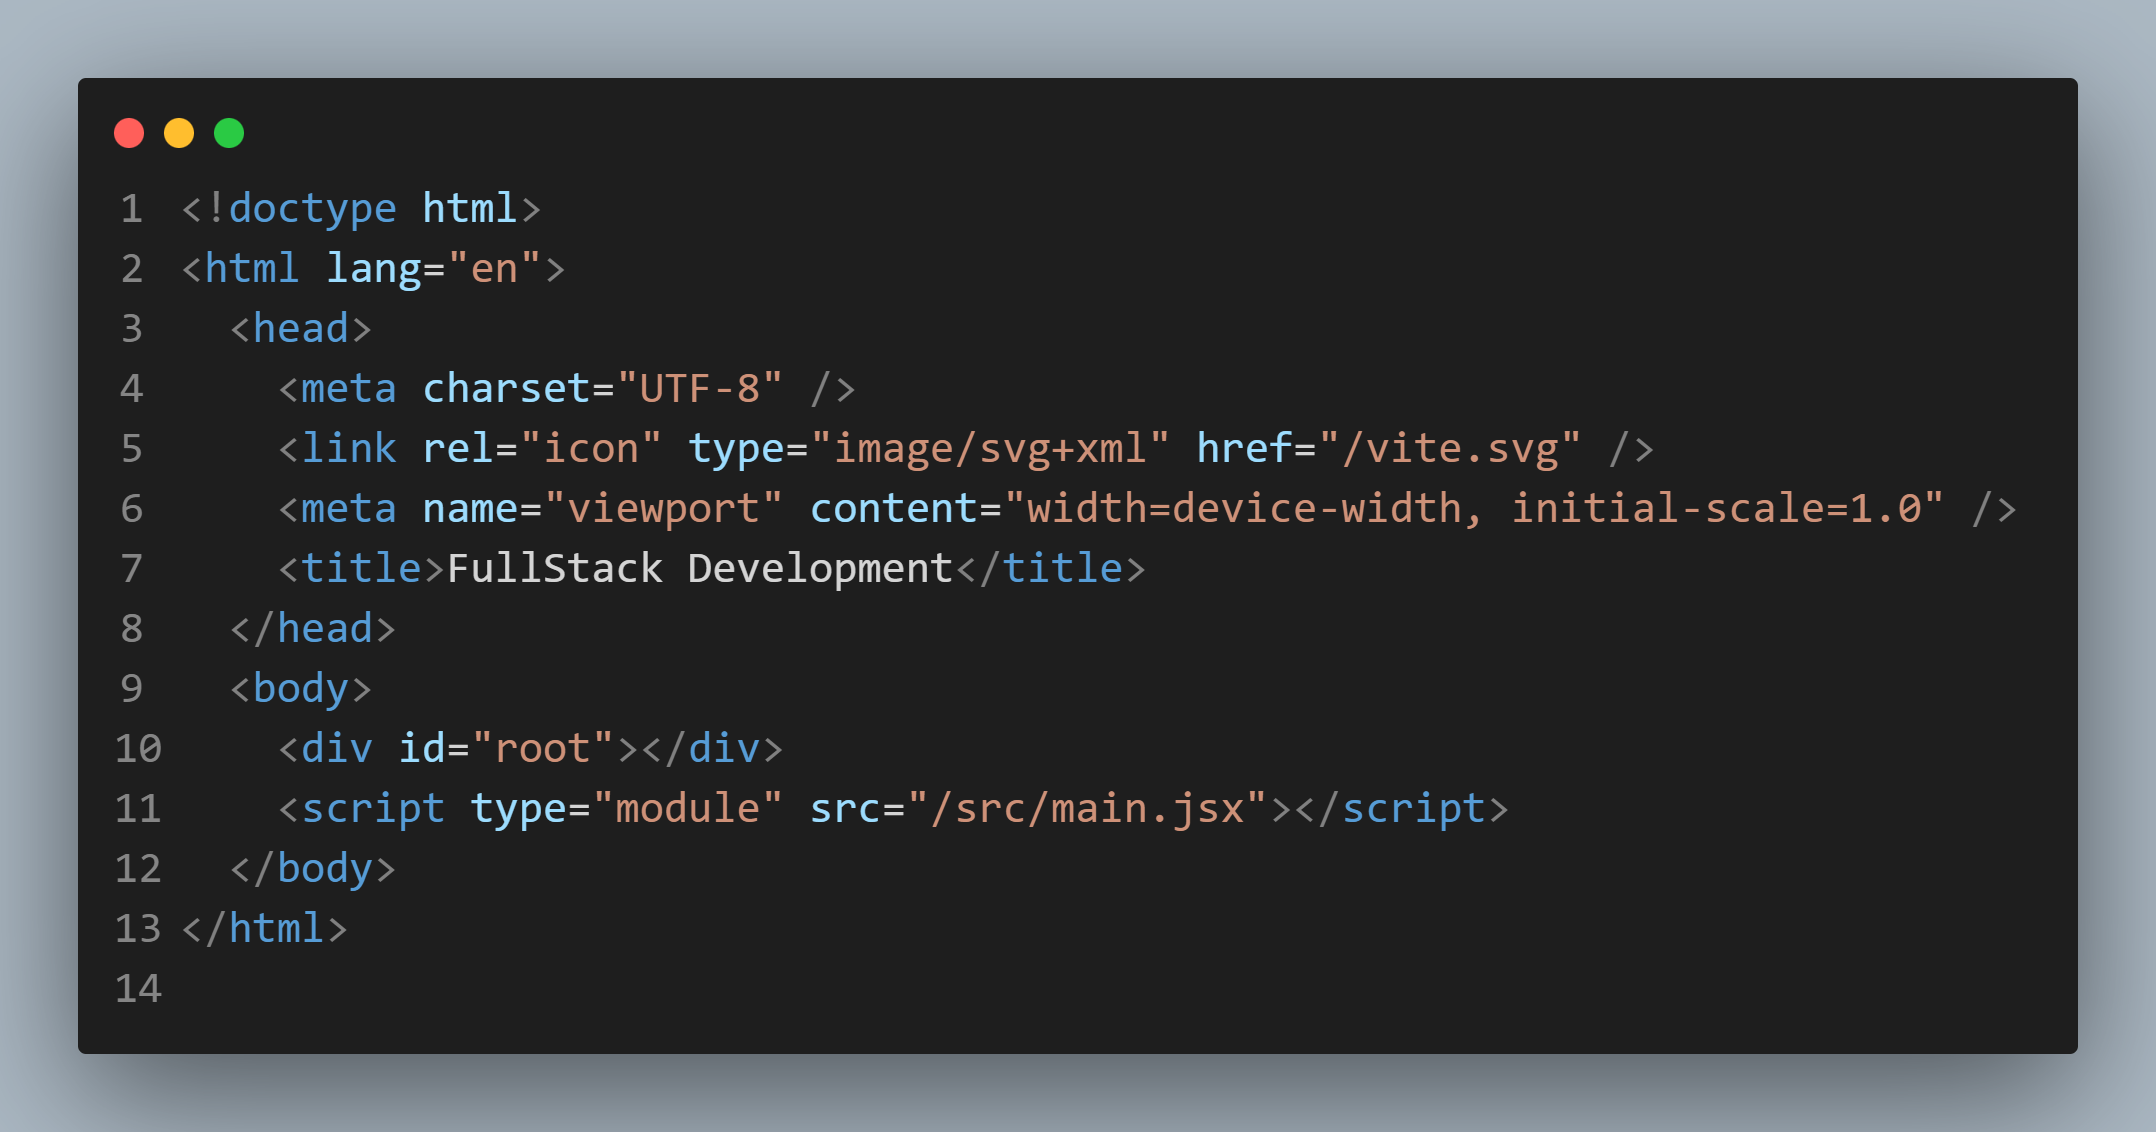 1 <!doctype html>
2 <html lang="en">
3   <head>
4     <meta charset="UTF-8" />
5     <link rel="icon" type="image/svg+xml" href="/vite.svg" />
6     <meta name="viewport" content="width=device-width, initial-scale=1.0" />
7     <title>FullStack Development</title>
8   </head>
9   <body>
10     <div id="root"></div>
11     <script type="module" src="/src/main.jsx"></script>
12   </body>
13 </html>
14